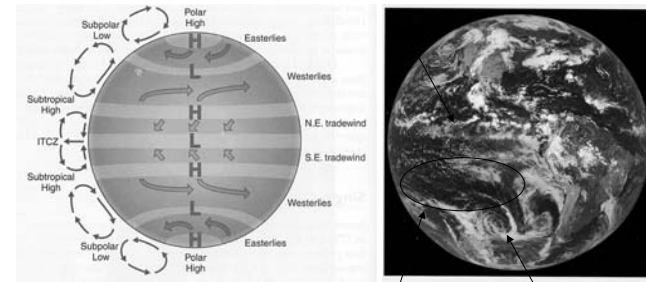 Polar
High
Subpolar
Low
Easterlies
H
L
Westerlies
Subtropical
High
H
N.E. tradewind
ITCZ
L
S.E. tradewind
Subtropical
High
H
Westerlies
L
Subpolar
Low
H
Easterlies
Polar
High